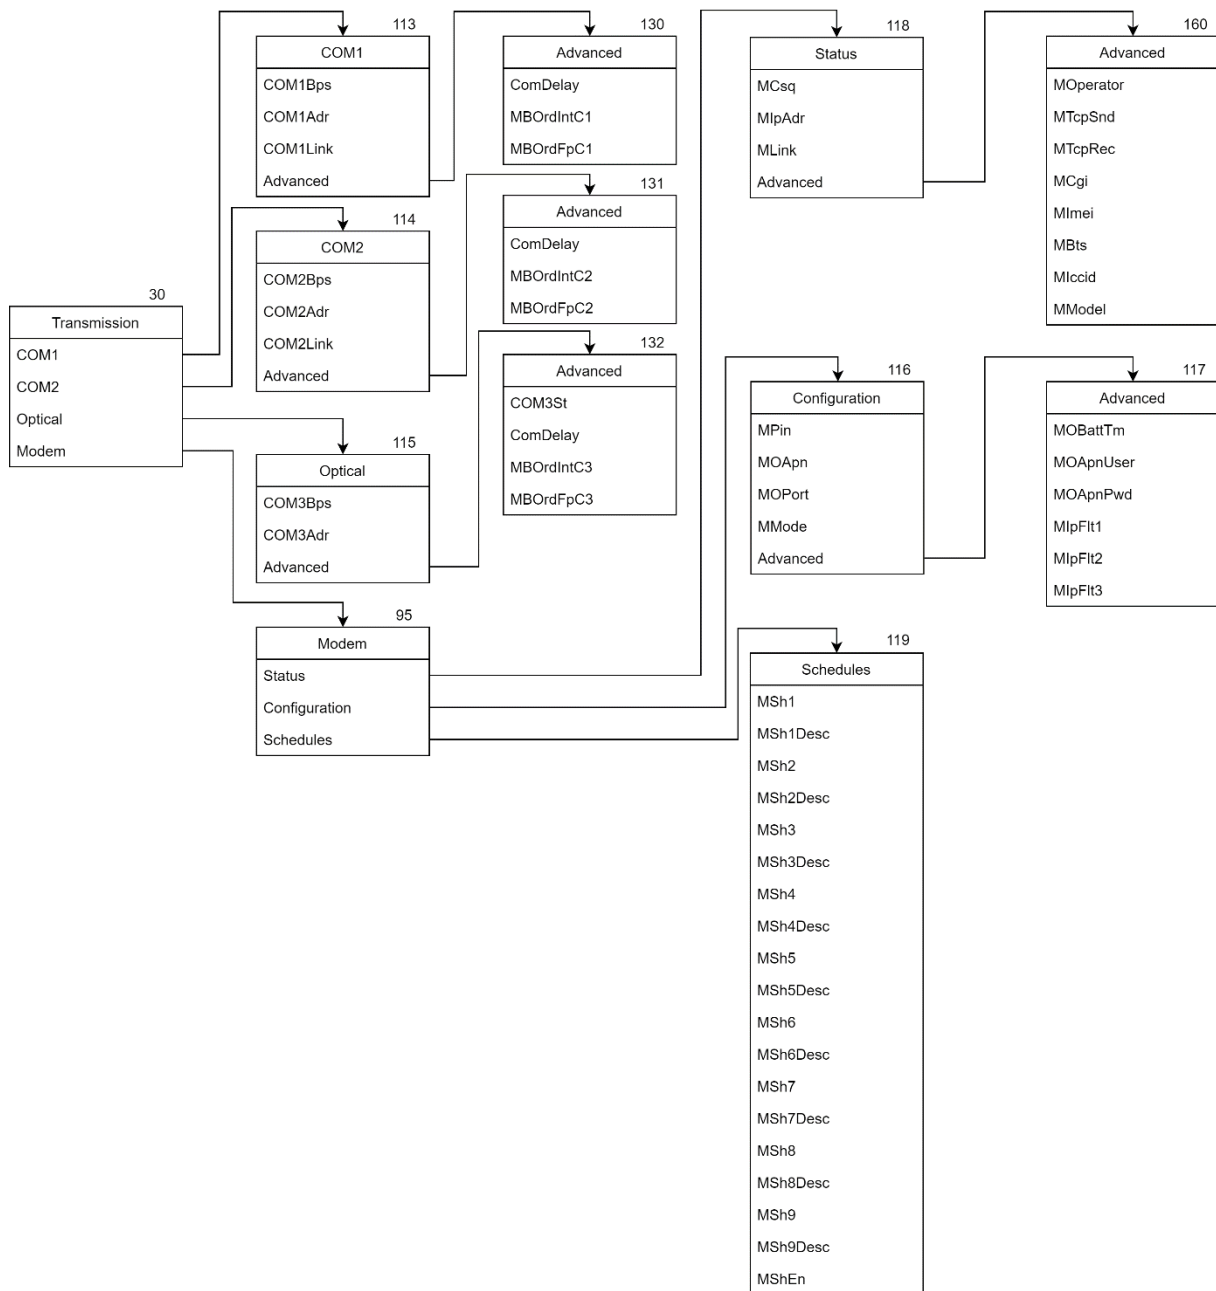 30
Transmission
COM1
COM2
Optical
Modem
113
COM1
COM1Bps
COM1Adr
COM1Link
Advanced
114
COM2
COM2Bps
COM2Adr
COM2Link
Advanced
115
Optical
COM3Bps
COM3Adr
Advanced
95
Modem
Status
Configuration
Schedules
130
Advanced
ComDelay
MBOrdIntC1
MBOrdFpC1
131
Advanced
ComDelay
MBOrdIntC2
MBOrdFpC2
132
Advanced
COM3St
ComDelay
MBOrdIntC3
MBOrdFpC3
118
Status
MCsq
MIpAdr
MLink
Advanced
116
Configuration
MPin
MOApn
MOPort
MMode
Advanced
119
Schedules
MSh1
MSh1Desc
MSh2
MSh2Desc
MSh3
MSh3Desc
MSh4
MSh4Desc
MSh5
MSh5Desc
MSh6
MSh6Desc
MSh7
MSh7Desc
MSh8
MSh8Desc
MSh9
MSh9Desc
MShEn
160
Advanced
MOperator
MTcpSnd
MTcpRec
MCgi
MImei
MBts
MIccid
MModel
117
Advanced
MOBattTm
MOApnUser
MOApnPwd
MIpFlt1
MIpFlt2
MIpFlt3